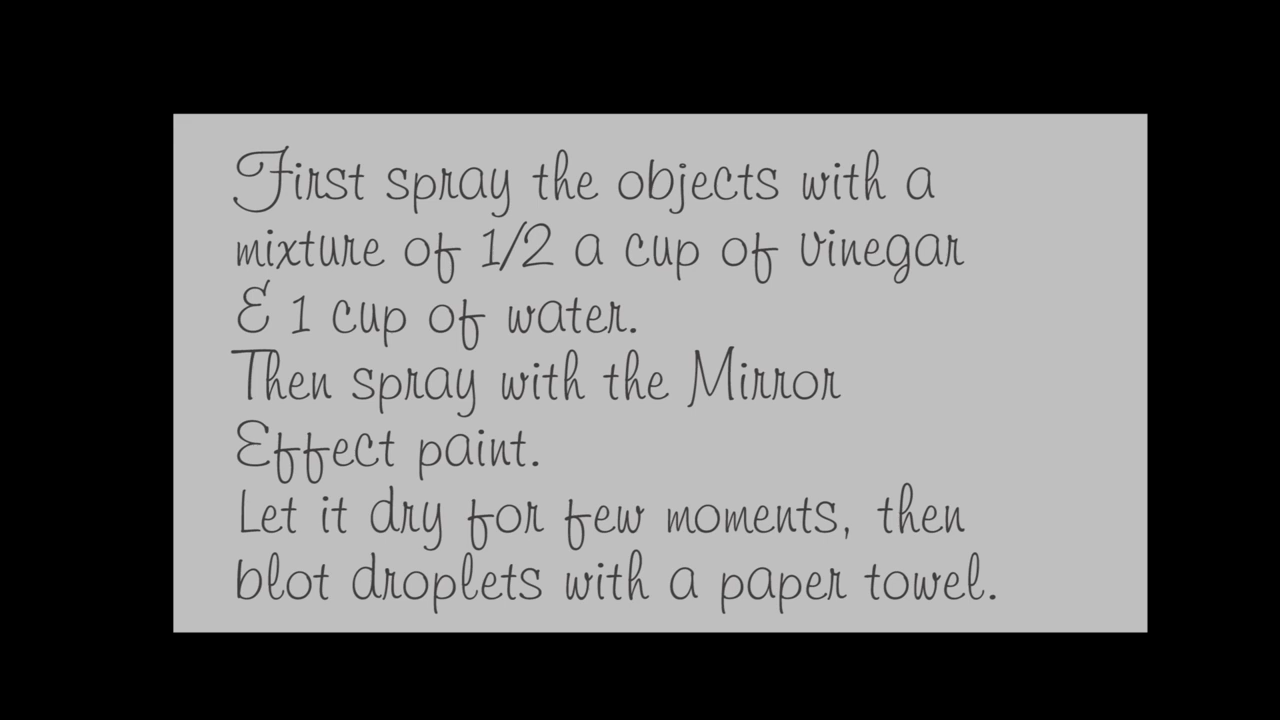 First spray the objects with a
mixture of 1/2 a cup of vinegar
& 1 cup of water.
Then spray with the Mirror
Effect paint.
Let it dry for few moments, then
blot droplets with a paper towel.